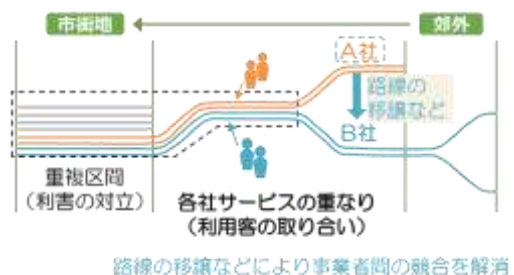 市街地
郊外
A社
路線の
移譲など
B社
重複区間
(利害の対立)
各社サービスの重なり
(利用客の取り合い)
路線の移譲などにより事業者間の競合を解消